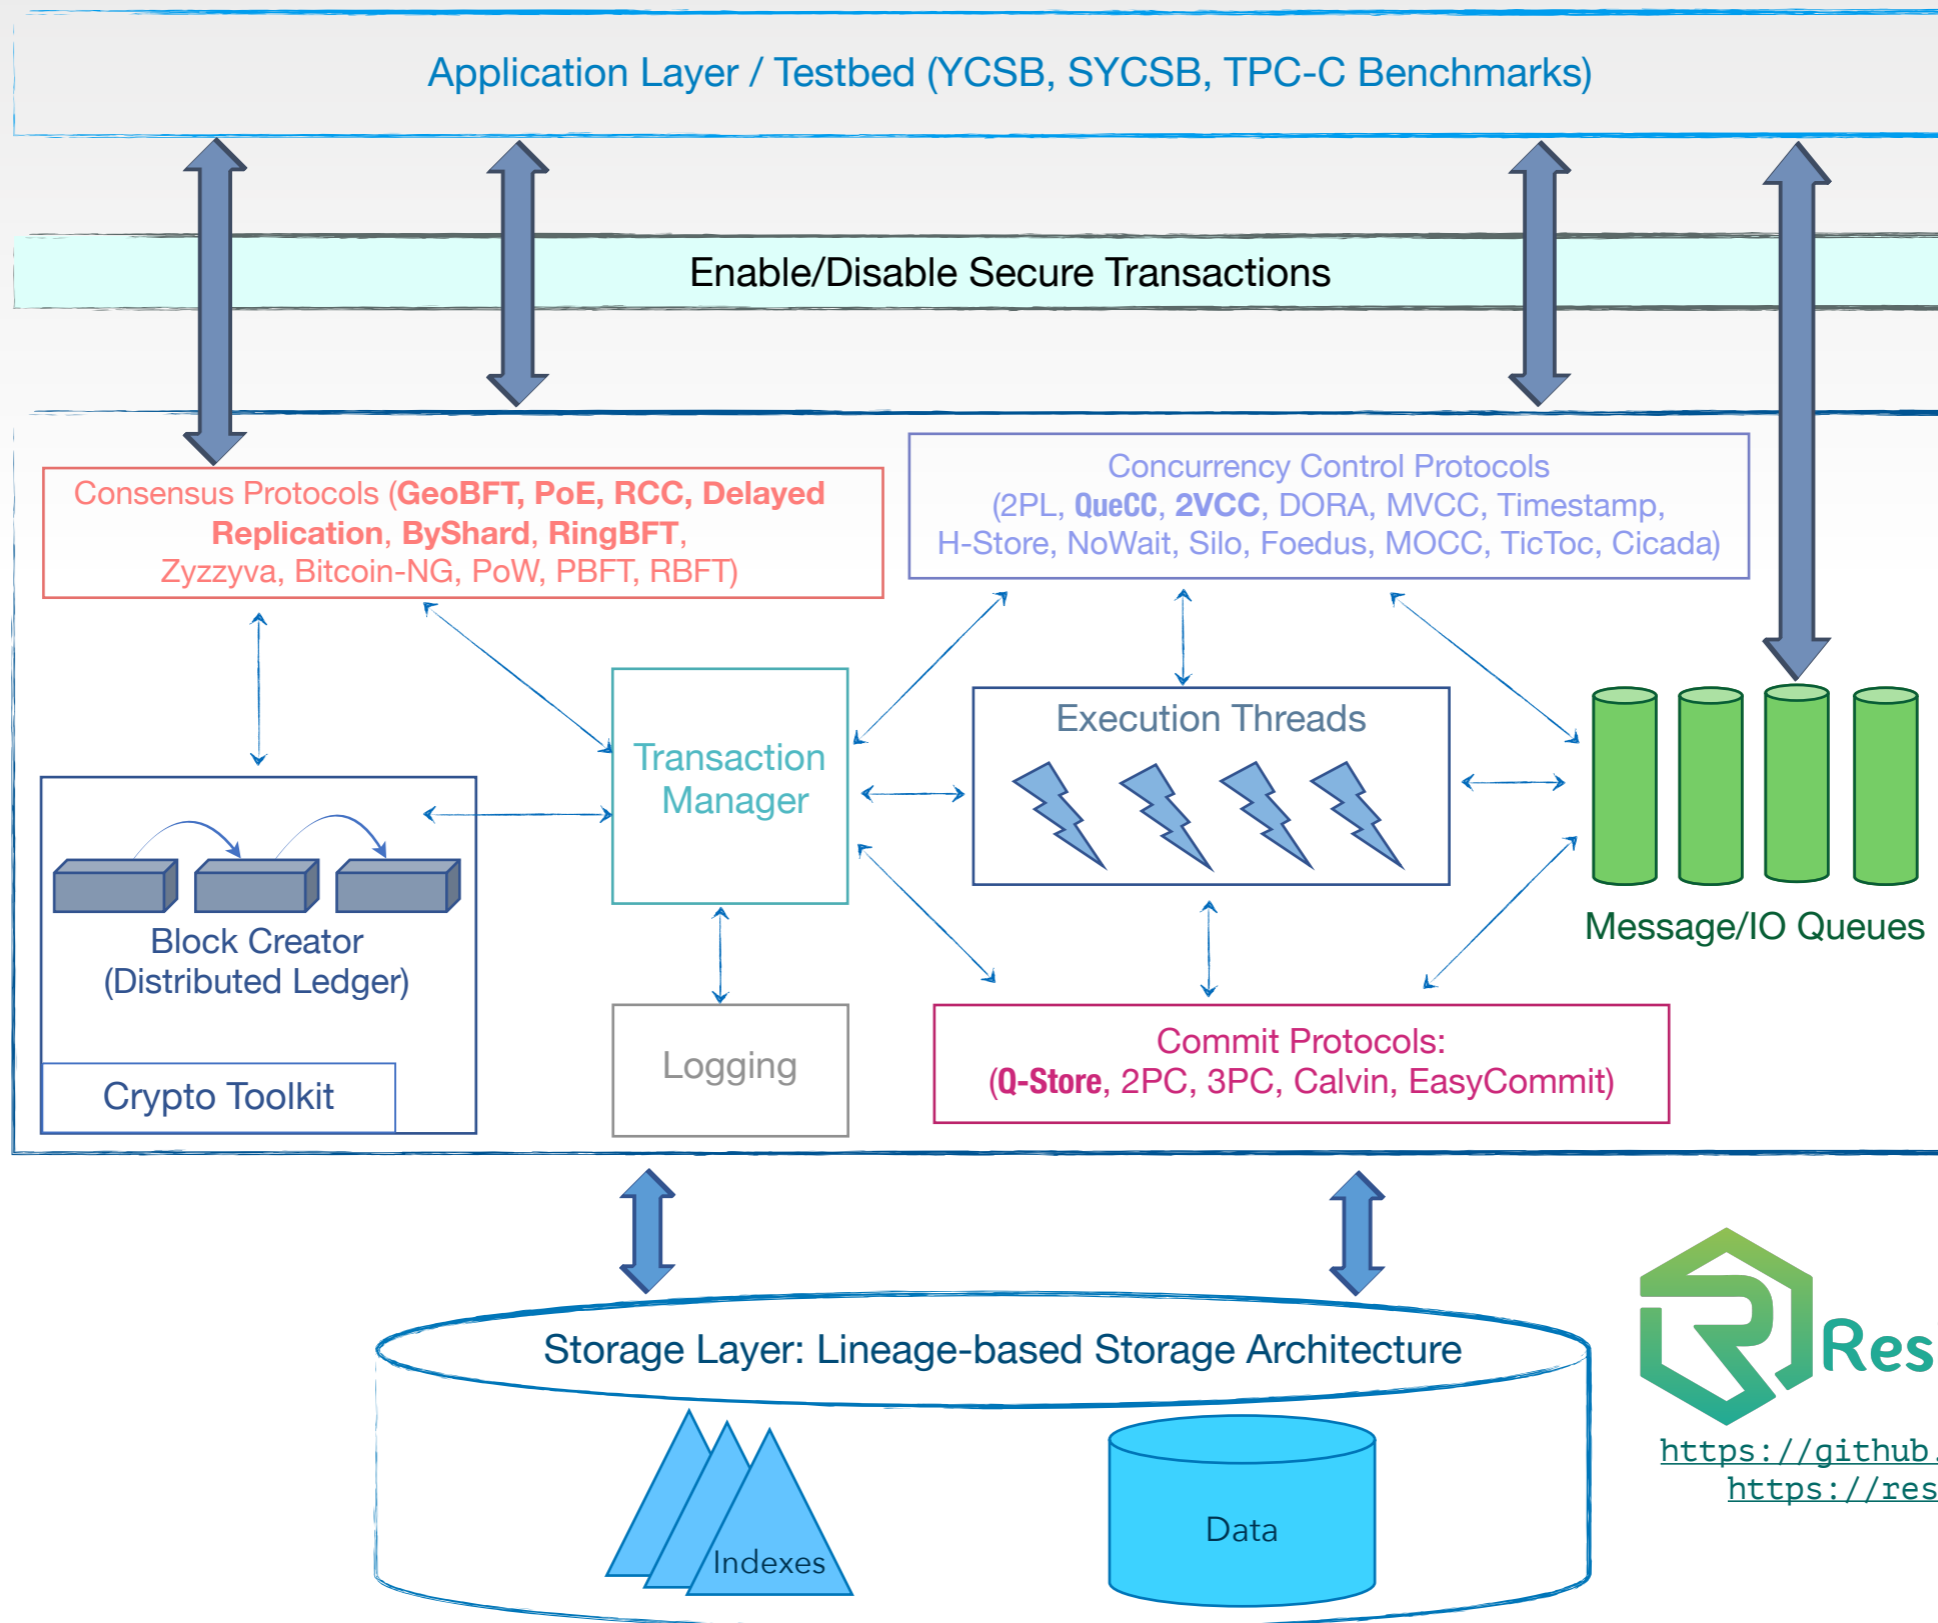 Application Layer / Testbed (YCSB, SYCSB, TPC-C Benchmarks)
Enable/Disable Secure Transactions
Consensus Protocols (GeoBFT, PoE, RCC, Delayed
Replication, ByShard, RingBFT,
Zyzzyva, Bitcoin-NG, PoW, PBFT, RBFT)
Concurrency Control Protocols
(2PL, QueCC, 2VCC, DORA, MVCC, Timestamp,
H-Store, NoWait, Silo, Foedus, MOCC, TicToc, Cicada)
Transaction
Manager
Execution Threads
Message/IO Queues
Block Creator
(Distributed Ledger)
Crypto Toolkit
Logging
Commit Protocols:
(Q-Store, 2PC, 3PC, Calvin, EasyCommit)
Storage Layer: Lineage-based Storage Architecture
Indexes
Data
Res
https://github.
https://res